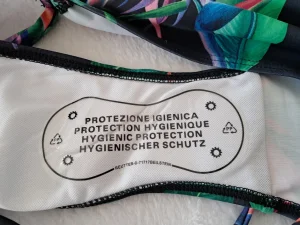 PROTEZIONE IGIENICA
PROTECTION HYGIENIQUE
HYGIENIC PROTECTION
HYGIENISCHER SCHUTZ